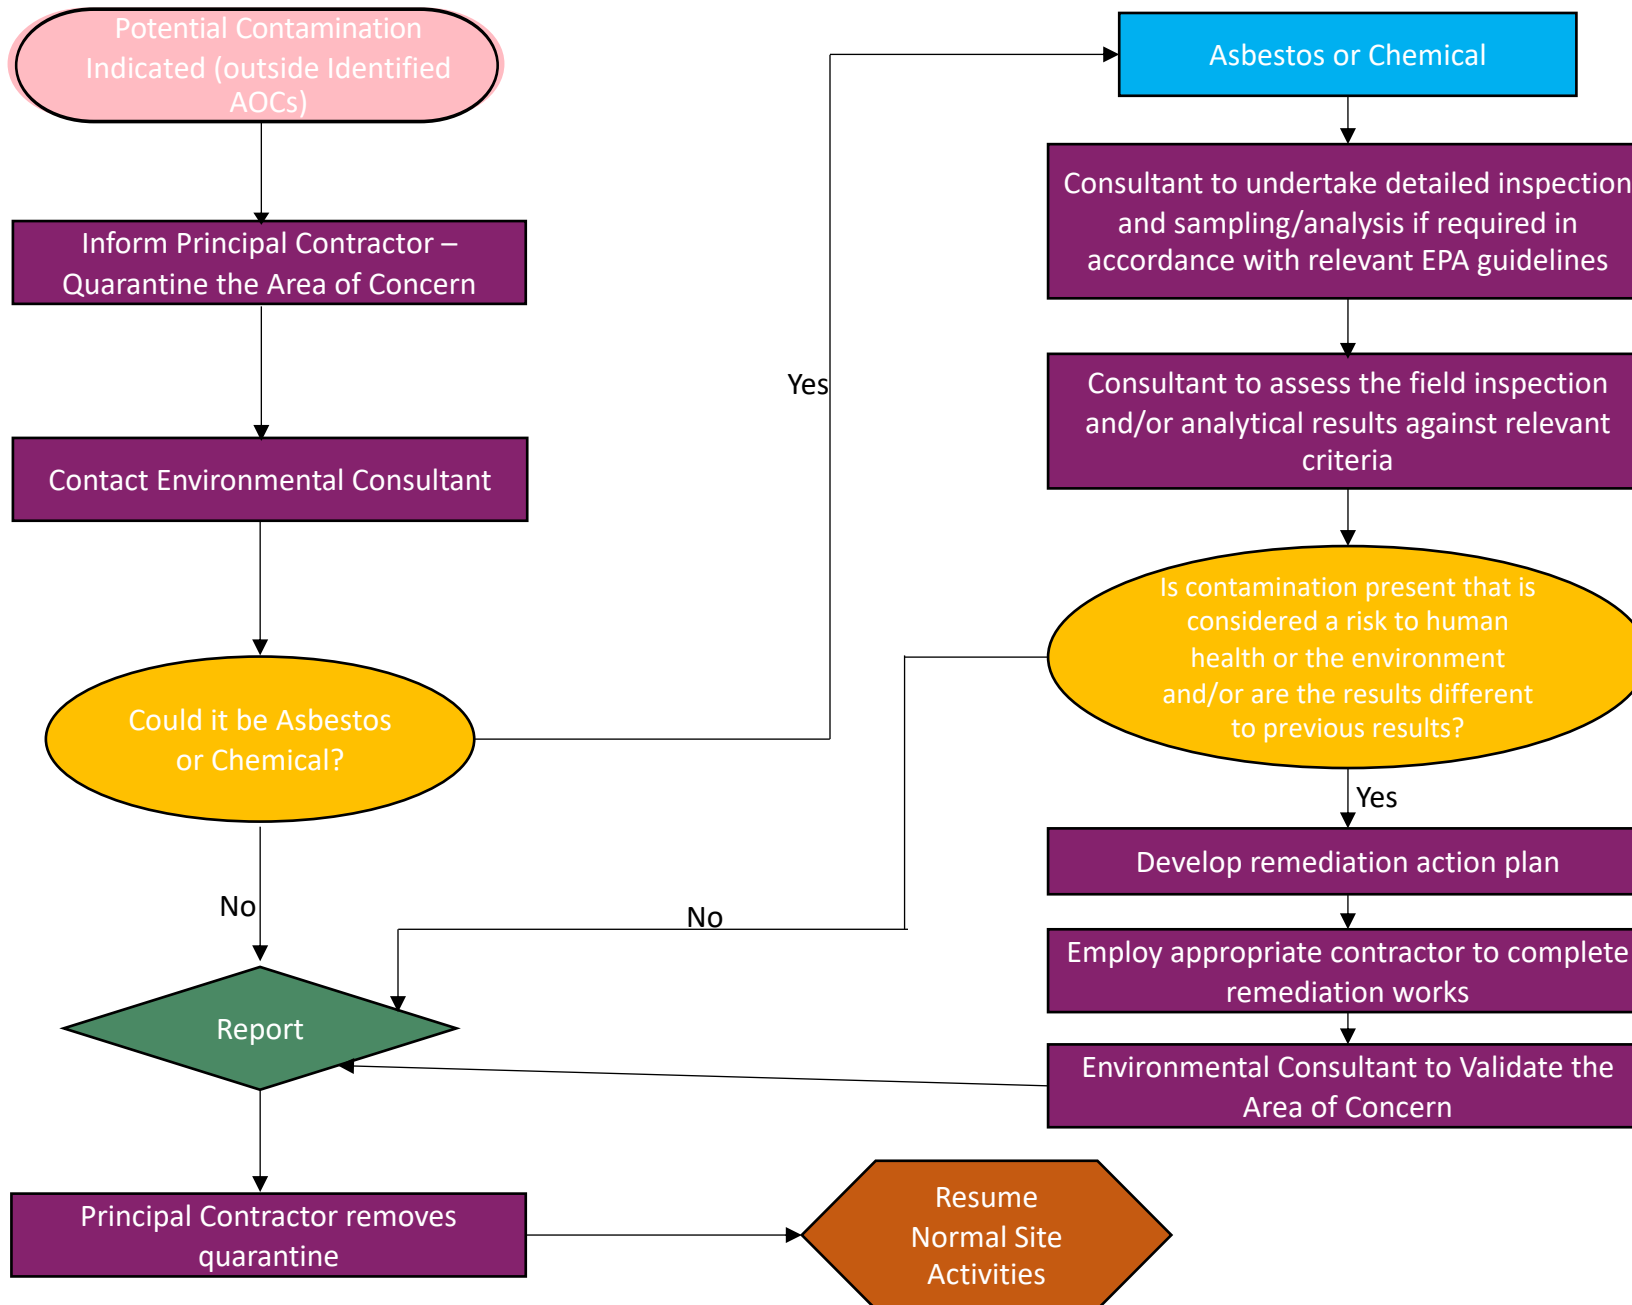 Potential Contamination
Indicated (outside Identified
AOCs)
Inform Principal Contractor –
Quarantine the Area of Concern
Contact Environmental Consultant
Could it be Asbestos
or Chemical?
Yes
No
Report
Principal Contractor removes
quarantine
Resume
Normal Site
Activities
Asbestos or Chemical
Consultant to undertake detailed inspection
and sampling/analysis if required in
accordance with relevant EPA guidelines
Consultant to assess the field inspection
and/or analytical results against relevant
criteria
Is contamination present that is
considered a risk to human
health or the environment
and/or are the results different
to previous results?
No
Yes
Develop remediation action plan
Employ appropriate contractor to complete
remediation works
Environmental Consultant to Validate the
Area of Concern